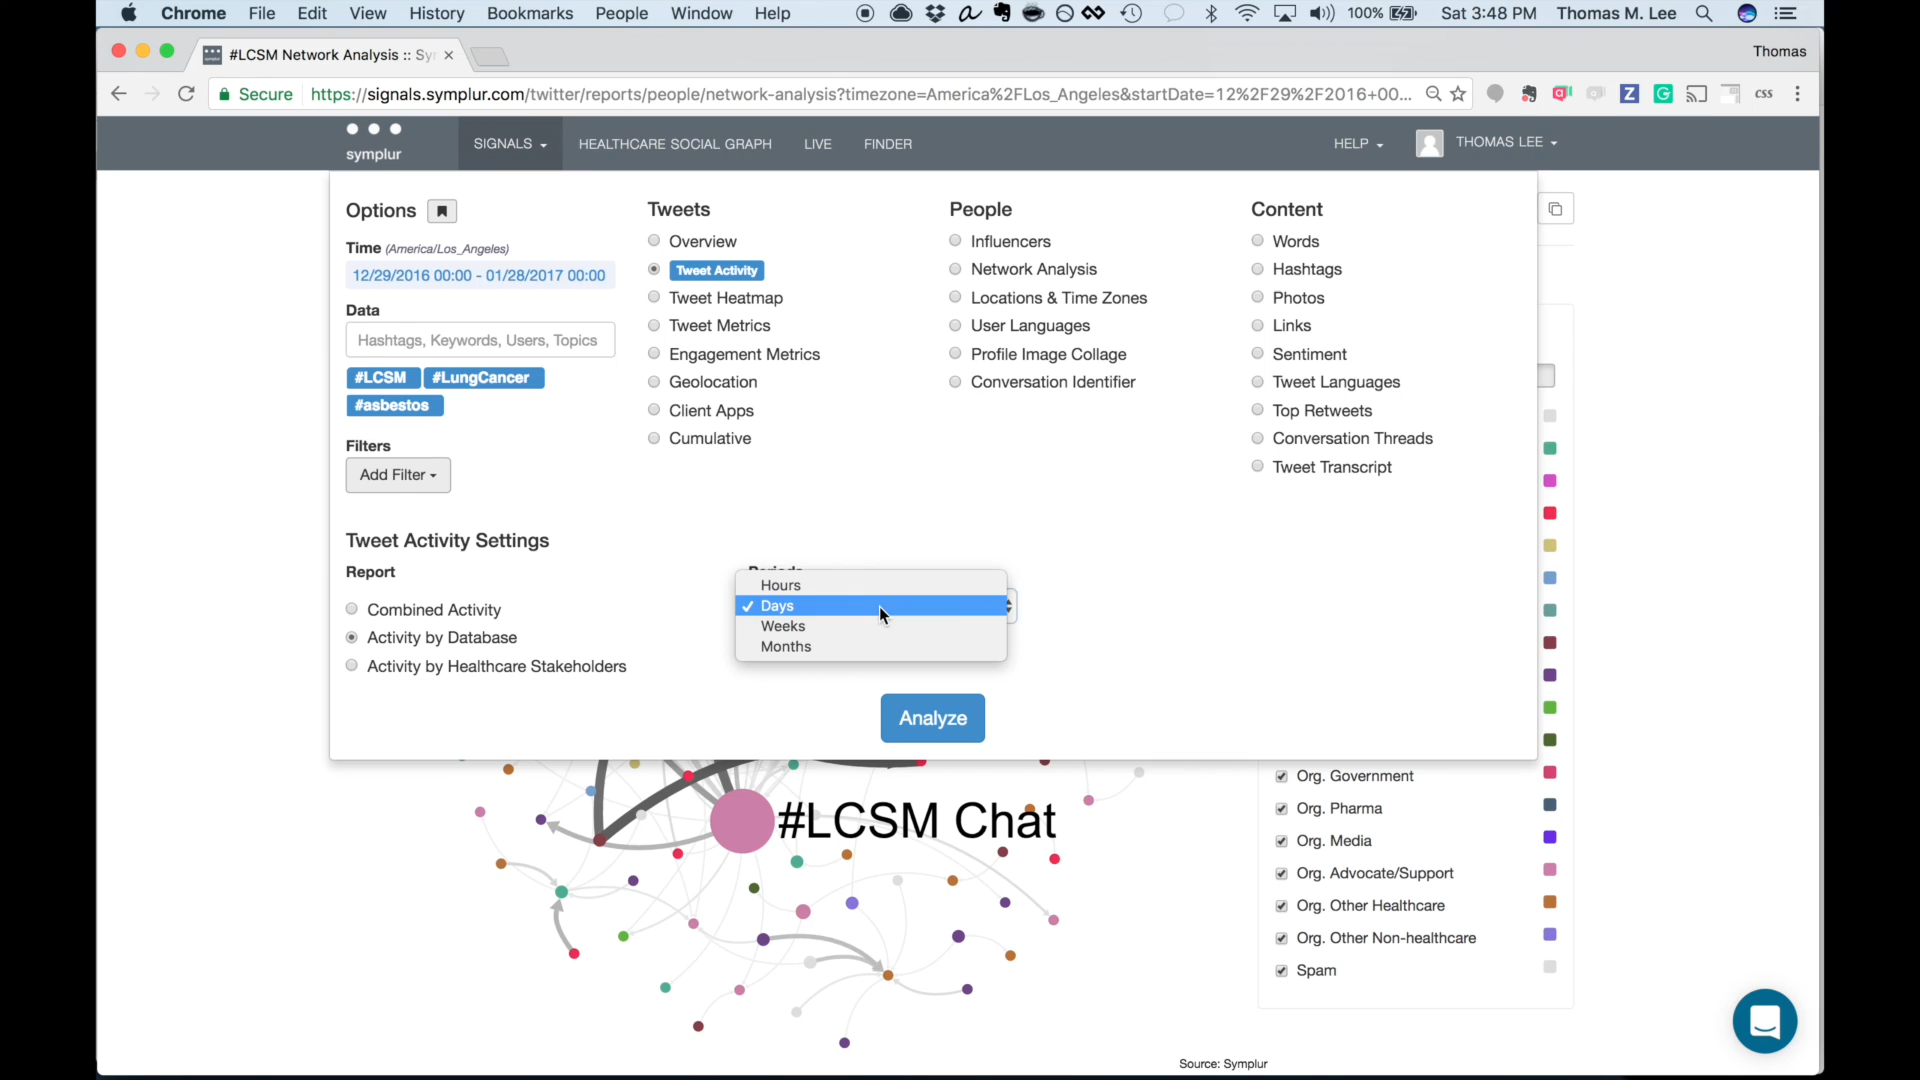 Chrome File Edit View History Bookmarks People Window Help 100% Sat 3:48 PM Thomas M. Lee
#LCSM Network Analysis :: Sy
Thomas
Secure https://signals.symplur.com/twitter/reports/people/network-analysis?timezone=America%2FLos_Angeles&startDate=12%2F29%2F2016+00...
css
symplur
SIGNALS HEALTHCARE SOCIAL GRAPH LIVE FINDER HELP THOMAS LEE
Options
Time (America/Los_Angeles)
12/29/2016 00:00 - 01/28/2017 00:00
Data
Hashtags, Keywords, Users, Topics
#LCSM #LungCancer
#asbestos
Filters
Add Filter
Tweets
Overview
Tweet Activity
Tweet Heatmap
Tweet Metrics
Engagement Metrics
Geolocation
Client Apps
Cumulative
People
Influencers
Network Analysis
Locations & Time Zones
User Languages
Profile Image Collage
Conversation Identifier
Content
Words
Hashtags
Photos
Links
Sentiment
Tweet Languages
Top Retweets
Conversation Threads
Tweet Transcript
Tweet Activity Settings
Report
Combined Activity
Activity by Database
Activity by Healthcare Stakeholders
Periods
Hours
Days
Weeks
Months
Analyze
#LCSM Chat
Org. Government
Org. Pharma
Org. Media
Org. Advocate/Support
Org. Other Healthcare
Org. Other Non-healthcare
Spam
Source: Symplur